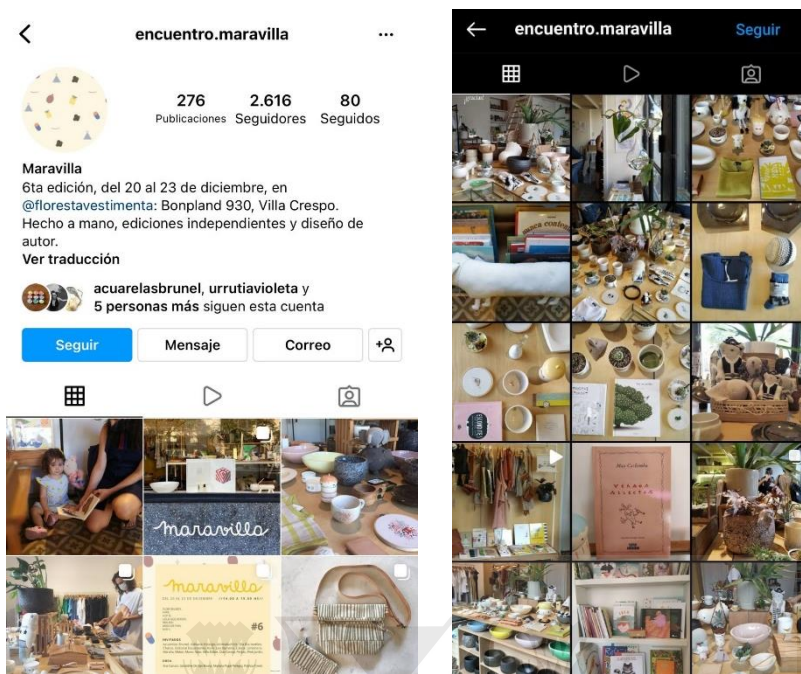 encuentro.maravilla
276
2.616
80
Publicaciones
Seguidores
Seguidos
Maravilla
6ta edición, del 20 al 23 de diciembre, en
@florestavestimenta: Bonpland 930, Villa Crespo.
Hecho a mano, ediciones independientes y diseño de
autor.
Ver traducción
acuarelasbrunel, urrutiavioleta y
5 personas más siguen esta cuenta
Seguir
Mensaje
Correo
maravilla
maravilla
#6
encuentro.maravilla
Seguir